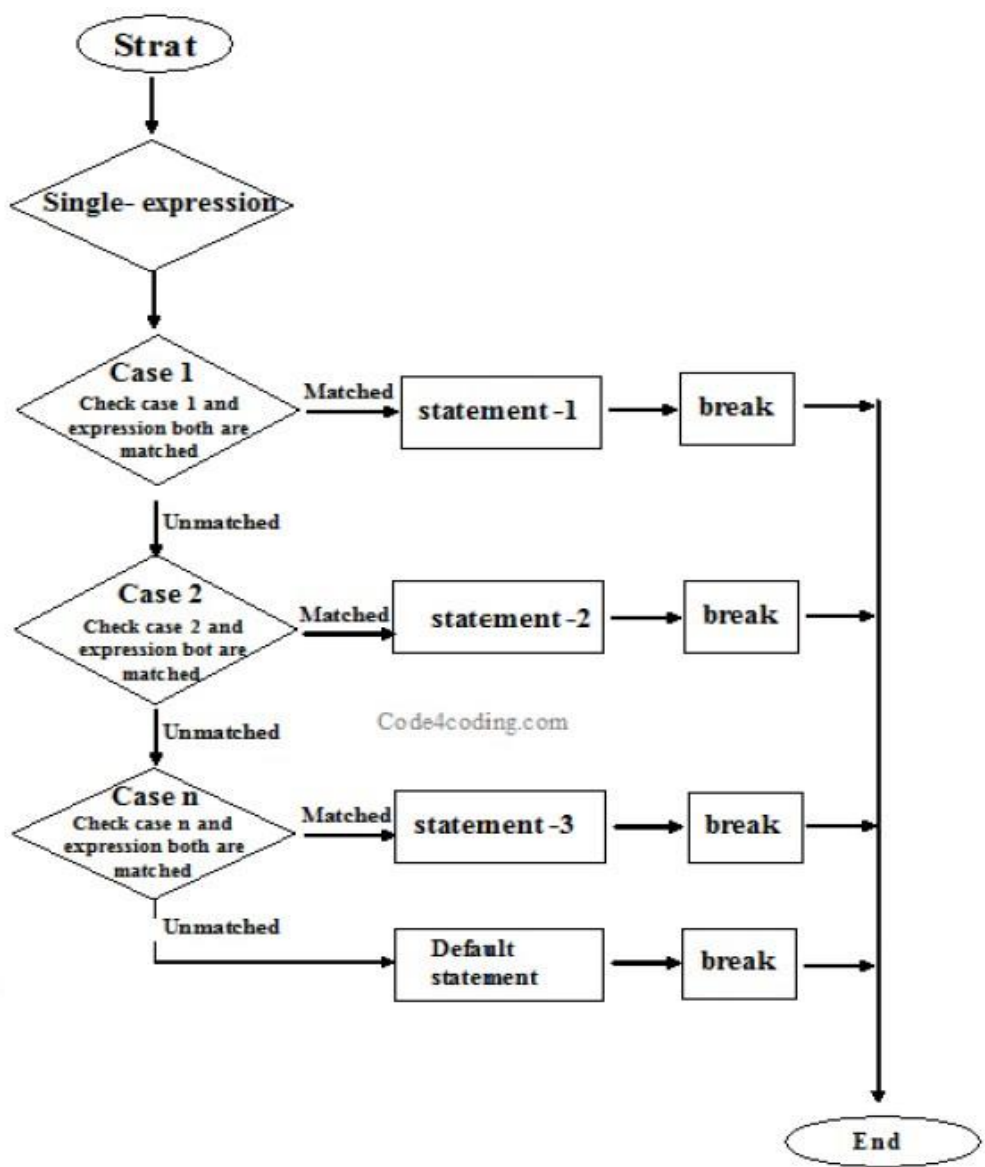 Strat
Single- expression
Case 1
Check case 1 and
expression both are
matched
Matched
statement -1
break
Unmatched
Case 2
Check case 2 and
expression bot are
matched
Matched
statement -2
break
Code4coding.com
Unmatched
Case n
Check case n and
expression both are
matched
Matched
statement -3
break
Unmatched
Default
statement
break
End